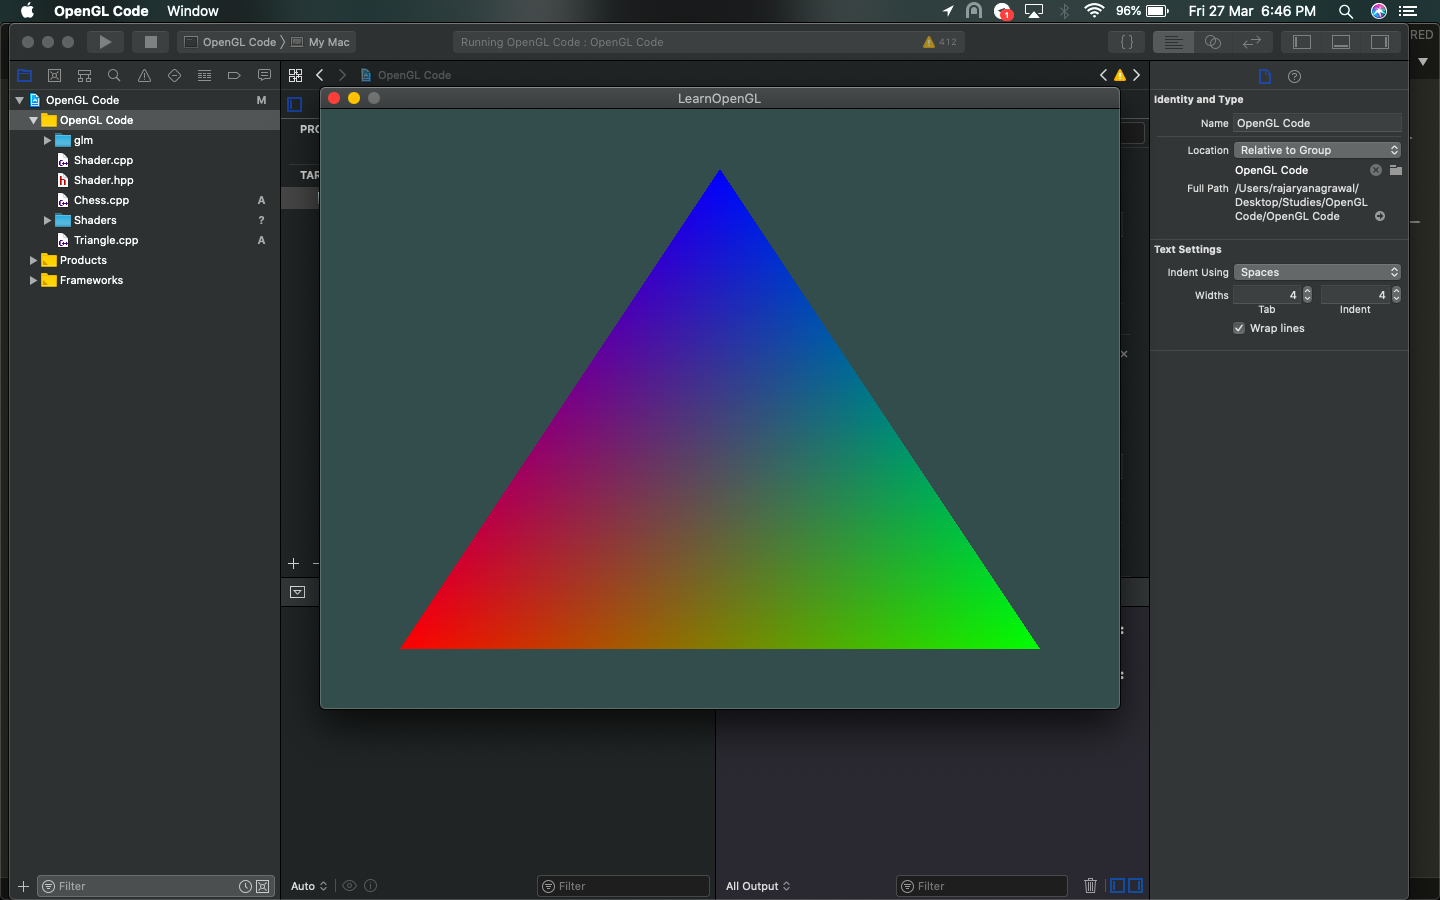 OpenGL Code Window 1 96% Fri 27 Mar 6:46 PM
OpenGL Code My Mac Running OpenGL Code : OpenGL Code 412 RED
OpenGL Code
OpenGL Code M
OpenGL Code
glm
Shader.cpp
Shader.hpp
Chess.cpp A
Shaders ?
Triangle.cpp A
Products
Frameworks
Filter
PRO
TAR
LearnOpenGL
Auto
Filter
All Output
Filter
Identity and Type
Name OpenGL Code
Location Relative to Group
OpenGL Code
Full Path /Users/rajaryanagrawal/
Desktop/Studies/OpenGL
Code/OpenGL Code
Text Settings
Indent Using Spaces
Widths 4 4
Tab Indent
Wrap lines